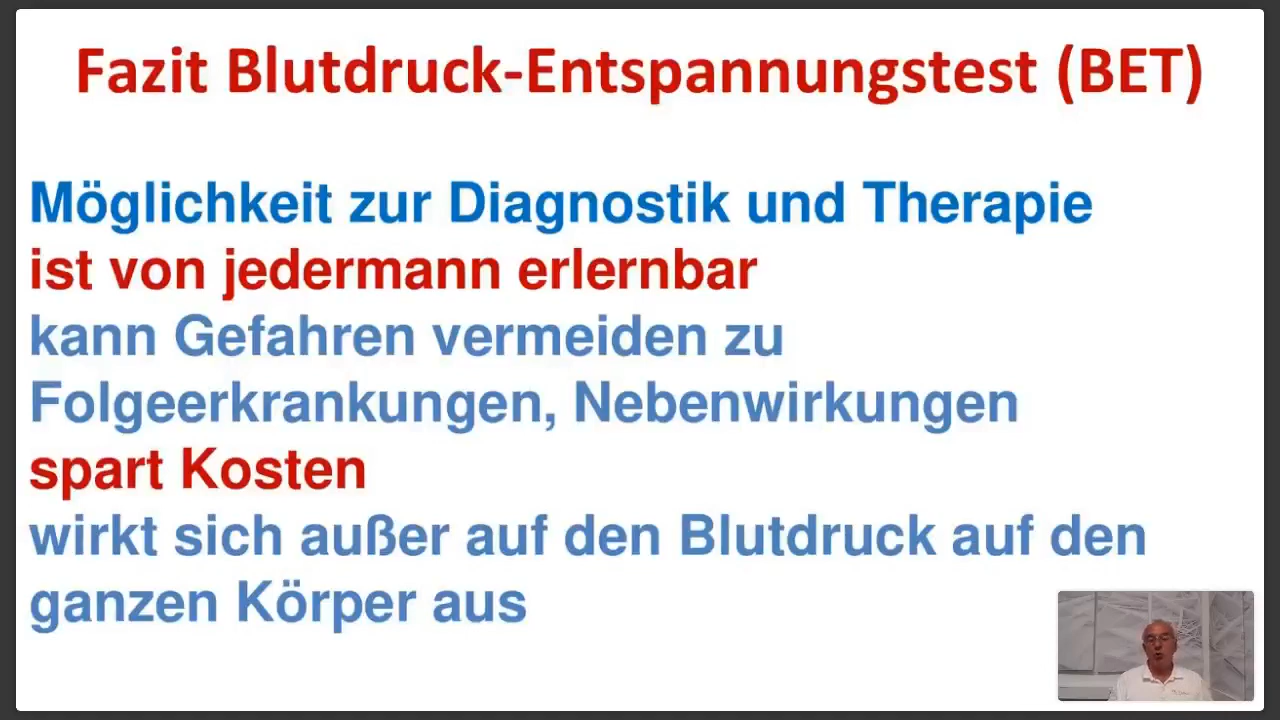 Fazit Blutdruck-Entspannungstest (BET)
Möglichkeit zur Diagnostik und Therapie
ist von jedermann erlernbar
kann Gefahren vermeiden zu
Folgeerkrankungen, Nebenwirkungen
spart Kosten
wirkt sich außer auf den Blutdruck auf den
ganzen Körper aus